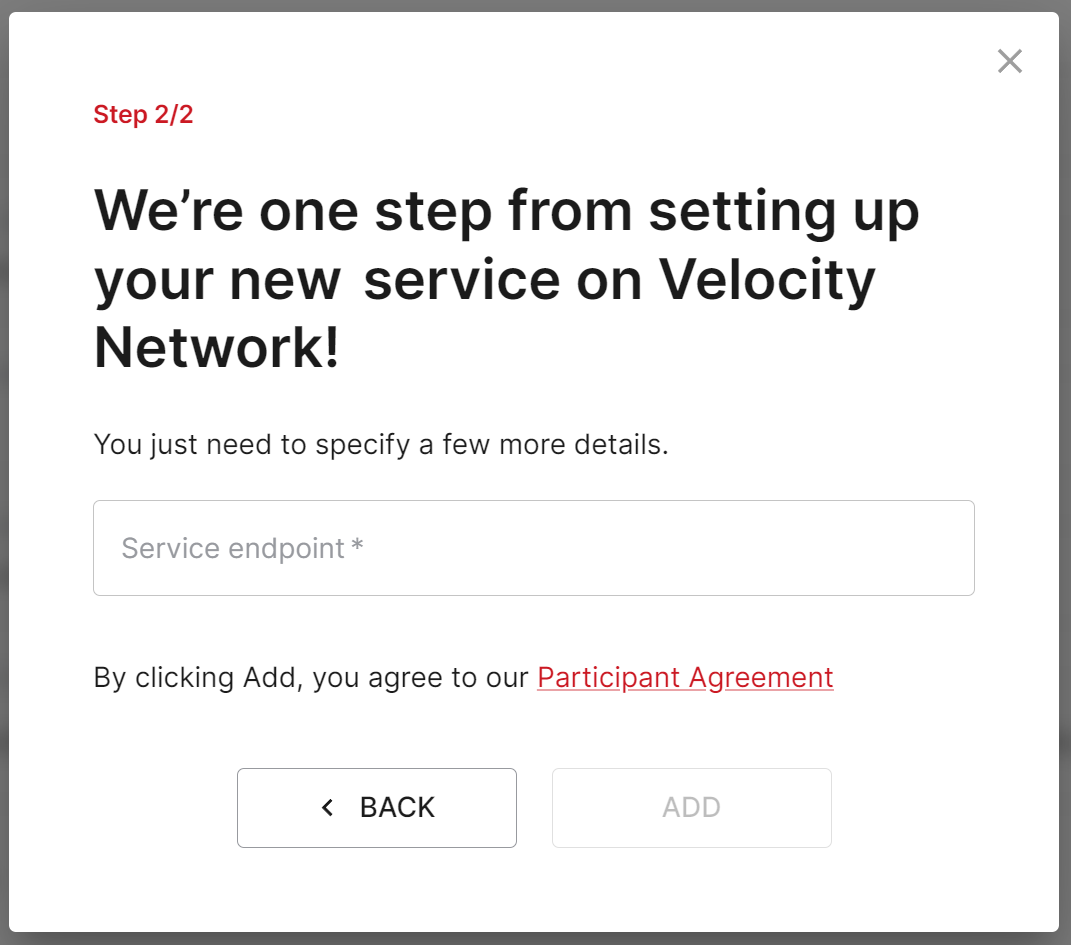 Step 2/2
We’re one step from setting up
your new service on Velocity
Network!
You just need to specify a few more details.
Service endpoint *
By clicking Add, you agree to our Participant Agreement
BACK
ADD